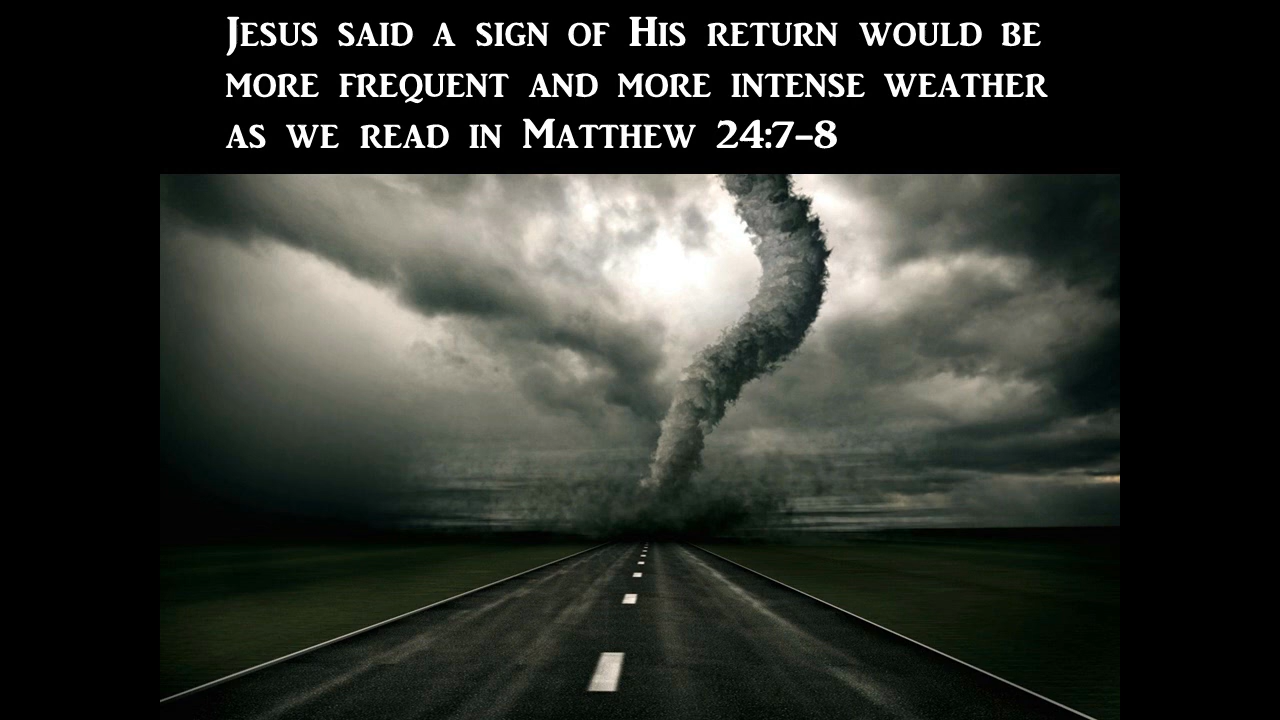 Jesus said a sign of His return would be
more frequent and more intense weather
as we read in Matthew 24:7-8